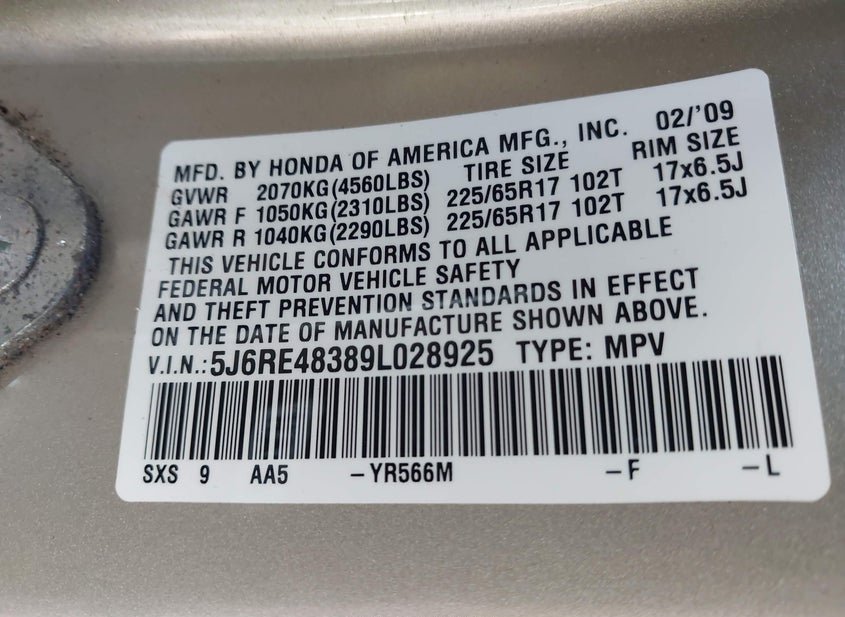 MFD. BY HONDA OF AMERICA MFG., INC. 02/'09
GVWR 2070KG(4560LBS) TIRE SIZE RIM SIZE
GAWR F 1050KG(2310LBS) 225/65R17 102T 17x6.5J
GAWR R 1040KG(2290LBS) 225/65R17 102T 17x6.5J
THIS VEHICLE CONFORMS TO ALL APPLICABLE
FEDERAL MOTOR VEHICLE SAFETY
AND THEFT PREVENTION STANDARDS IN EFFECT
ON THE DATE OF MANUFACTURE SHOWN ABOVE.
V.I.N.:5J6RE48389L028925 TYPE: MPV
SXS 9 AA5 -YR566M -F -L